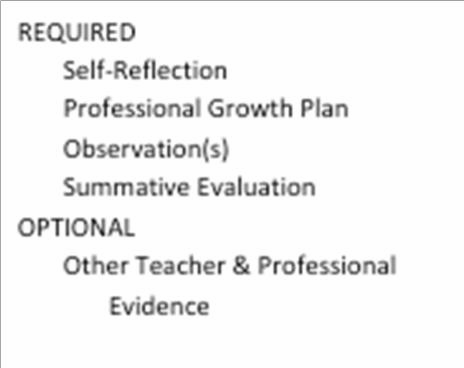 REQUIRED
Self-Reflection
Professional Growth Plan
Observation(s)
Summative Evaluation
OPTIONAL
Other Teacher & Professional
Evidence